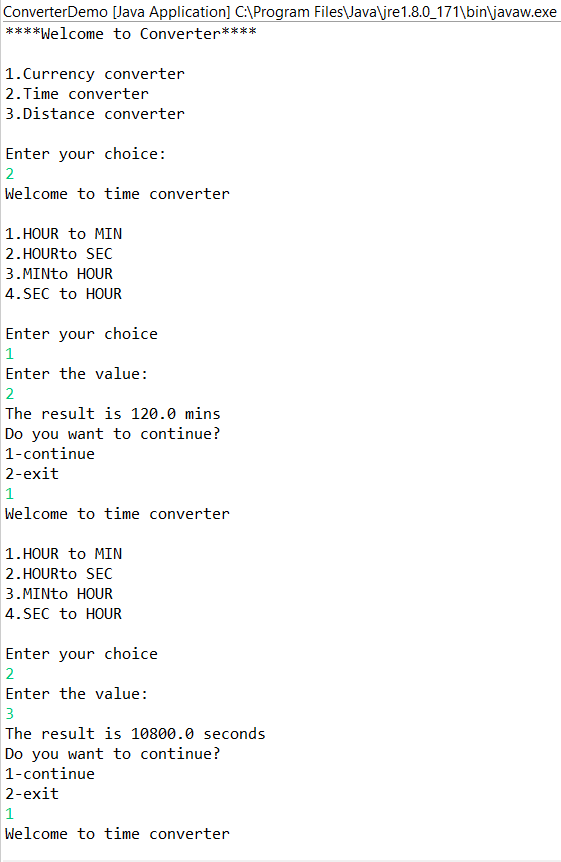 ConverterDemo [Java Application] C:\Program Files\Java\jre1.8.0_171\bin\javaw.exe
****Welcome to Converter****
1.Currency converter
2.Time converter
3.Distance converter
Enter your choice:
2
Welcome to time converter
1.HOUR to MIN
2.HOURto SEC
3.MINto HOUR
4.SEC to HOUR
Enter your choice
1
Enter the value:
2
The result is 120.0 mins
Do you want to continue?
1-continue
2-exit
1
Welcome to time converter
1.HOUR to MIN
2.HOURto SEC
3.MINto HOUR
4.SEC to HOUR
Enter your choice
2
Enter the value:
3
The result is 10800.0 seconds
Do you want to continue?
1-continue
2-exit
1
Welcome to time converter